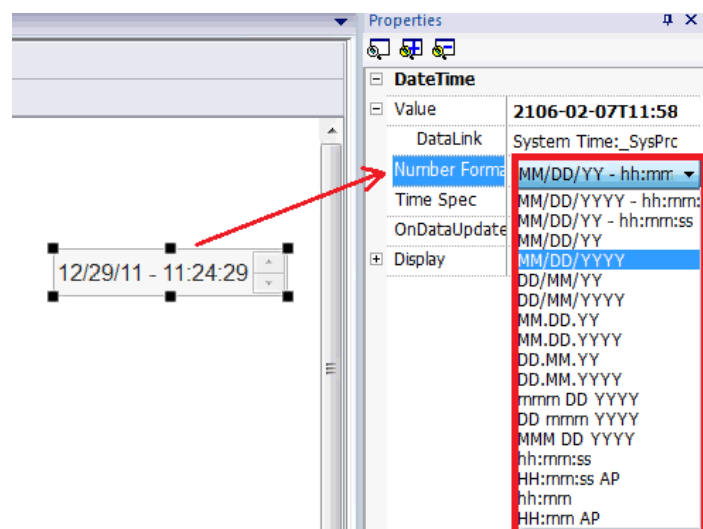 Properties
DateTime
Value 2106-02-07T11:58
DataLink System Time:_SysPrc
Number Forma MM/DD/YY - hh:mm
Time Spec
OnDataUpdate
Display
12/29/11 - 11:24:29
MM/DD/YYYY - hh:mm:
MM/DD/YY - hh:mm:ss
MM/DD/YY
MM/DD/YYYY
DD/MM/YY
DD/MM/YYYY
MM.DD.YY
MM.DD.YYYY
DD.MM.YY
DD.MM.YYYY
mmm DD YYYY
DD mmm YYYY
MMM DD YYYY
hh:mm:ss
HH:mm:ss AP
hh:mm
HH:mm AP